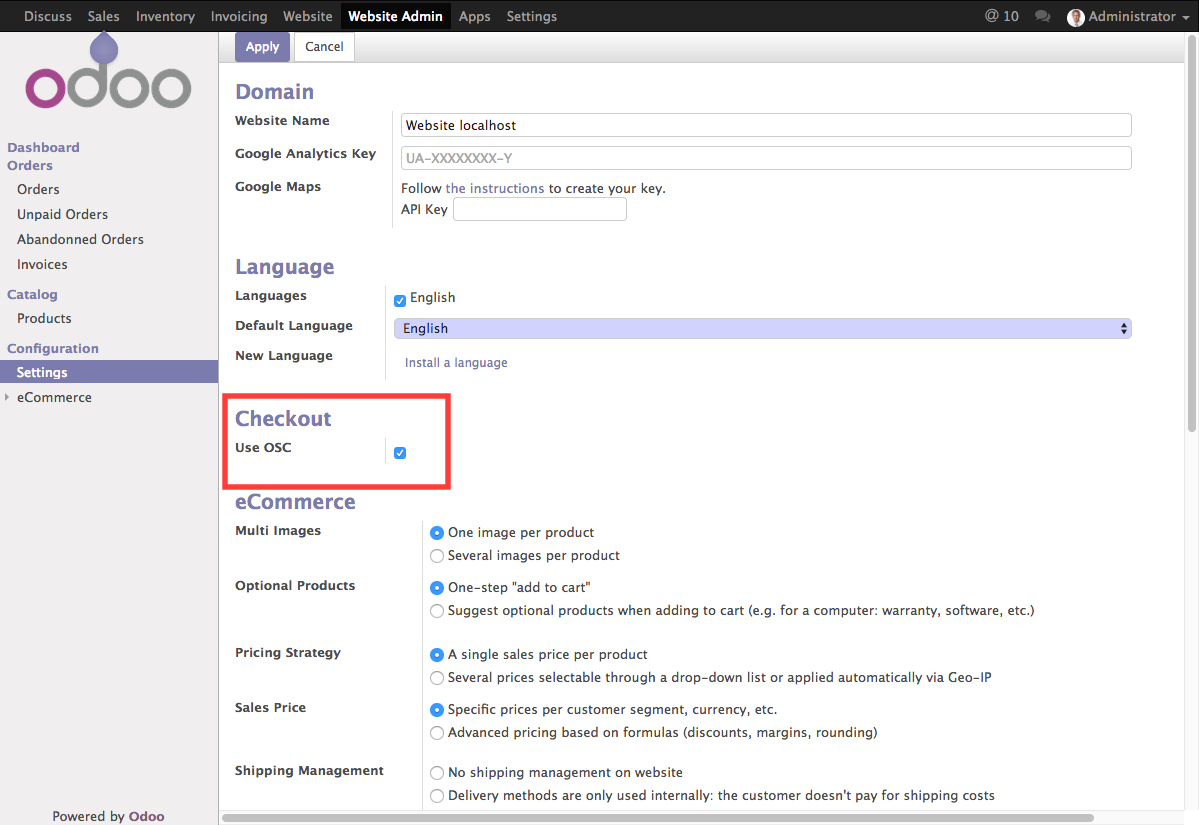 Discuss Sales Inventory Invoicing Website Website Admin Apps Settings @ 10 Administrator
odoo
Dashboard
Orders
Orders
Unpaid Orders
Abandonned Orders
Invoices
Catalog
Products
Configuration
Settings
eCommerce
Powered by Odoo
Apply Cancel
Domain
Website Name Website localhost
Google Analytics Key UA-XXXXXXXX-Y
Google Maps Follow the instructions to create your key.
API Key
Language
Languages English
Default Language English
New Language Install a language
Checkout
Use OSC
eCommerce
Multi Images One image per product
Several images per product
Optional Products One-step "add to cart"
Suggest optional products when adding to cart (e.g. for a computer: warranty, software, etc.)
Pricing Strategy A single sales price per product
Several prices selectable through a drop-down list or applied automatically via Geo-IP
Sales Price Specific prices per customer segment, currency, etc.
Advanced pricing based on formulas (discounts, margins, rounding)
Shipping Management No shipping management on website
Delivery methods are only used internally: the customer doesn't pay for shipping costs